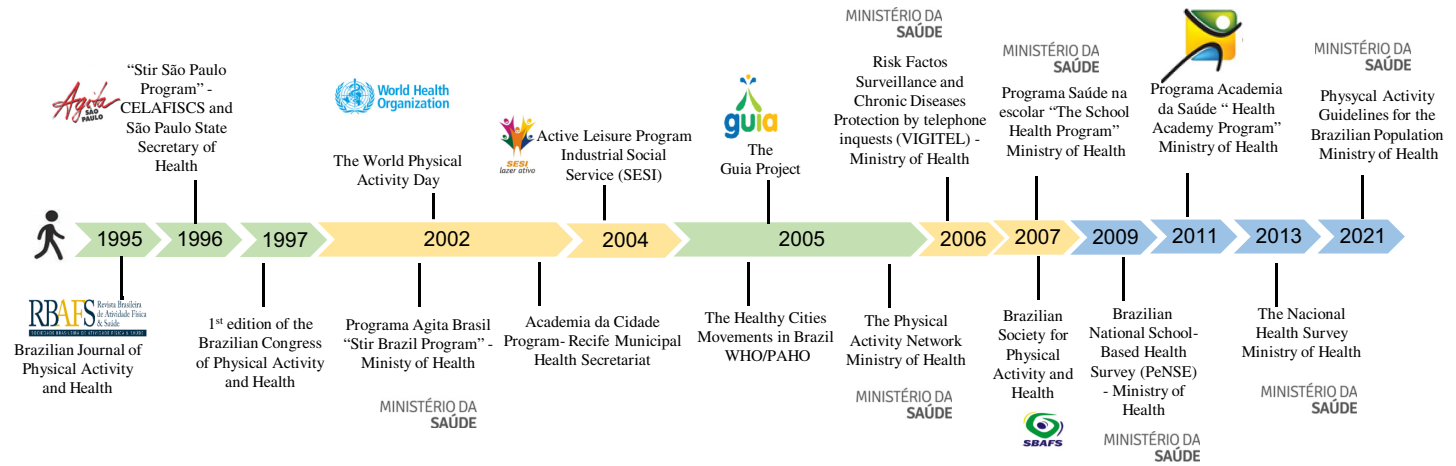 MINISTÉRIO DA
SAÚDE
Agita
SÃO
PAULO
“Stir São Paulo
Program” -
CELAFISCS and
São Paulo State
Secretary of
Health
World Health
Organization
The World Physical
Activity Day
SESI
lazer ativo
Active Leisure Program
Industrial Social
Service (SESI)
guia
The
Guia Project
Risk Factos
Surveillance and
Chronic Diseases
Protection by telephone
inquests (VIGITEL) -
Ministry of Health
MINISTÉRIO DA
SAÚDE
Programa Saúde na
escolar “The School
Health Program”
Ministry of Health
Programa Academia
da Saúde “ Health
Academy Program”
Ministry of Health
MINISTÉRIO DA
SAÚDE
Physycal Activity
Guidelines for the
Brazilian Population
Ministry of Health
1995
1996
1997
2002
2004
2005
2006
2007
2009
2011
2013
2021
RBAFS Revista Brasileira
de Atividade Física
& Saúde
SOCIEDADE BRASILEIRA DE ATIVIDADE FÍSICA & SAÚDE
Brazilian Journal of
Physical Activity
and Health
1st edition of the
Brazilian Congress
of Physical Activity
and Health
Programa Agita Brasil
“Stir Brazil Program” -
Ministy of Health
MINISTÉRIO DA
SAÚDE
Academia da Cidade
Program- Recife Municipal
Health Secretariat
The Healthy Cities
Movements in Brazil
WHO/PAHO
The Physical
Activity Network
Ministry of Health
MINISTÉRIO DA
SAÚDE
Brazilian
Society for
Physical
Activity and
Health
SBAFS
Brazilian
National School-
Based Health
Survey (PeNSE)
- Ministry of
Health
MINISTÉRIO DA
SAÚDE
The Nacional
Health Survey
Ministry of Health
MINISTÉRIO DA
SAÚDE